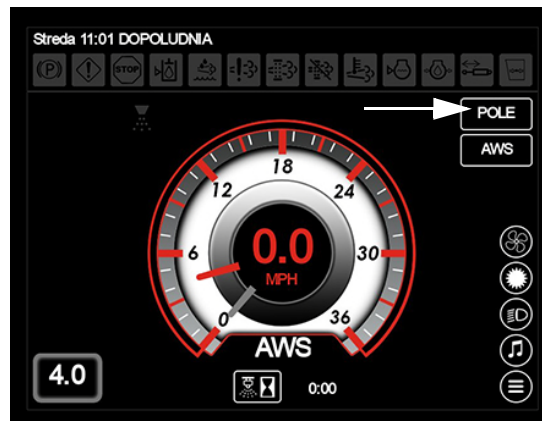 Streda 11:01 DOPOLUDNIA
P
STOP
POLE
AWS
0
6
12
18
24
30
36
0.0
MPH
AWS
4.0
0:00